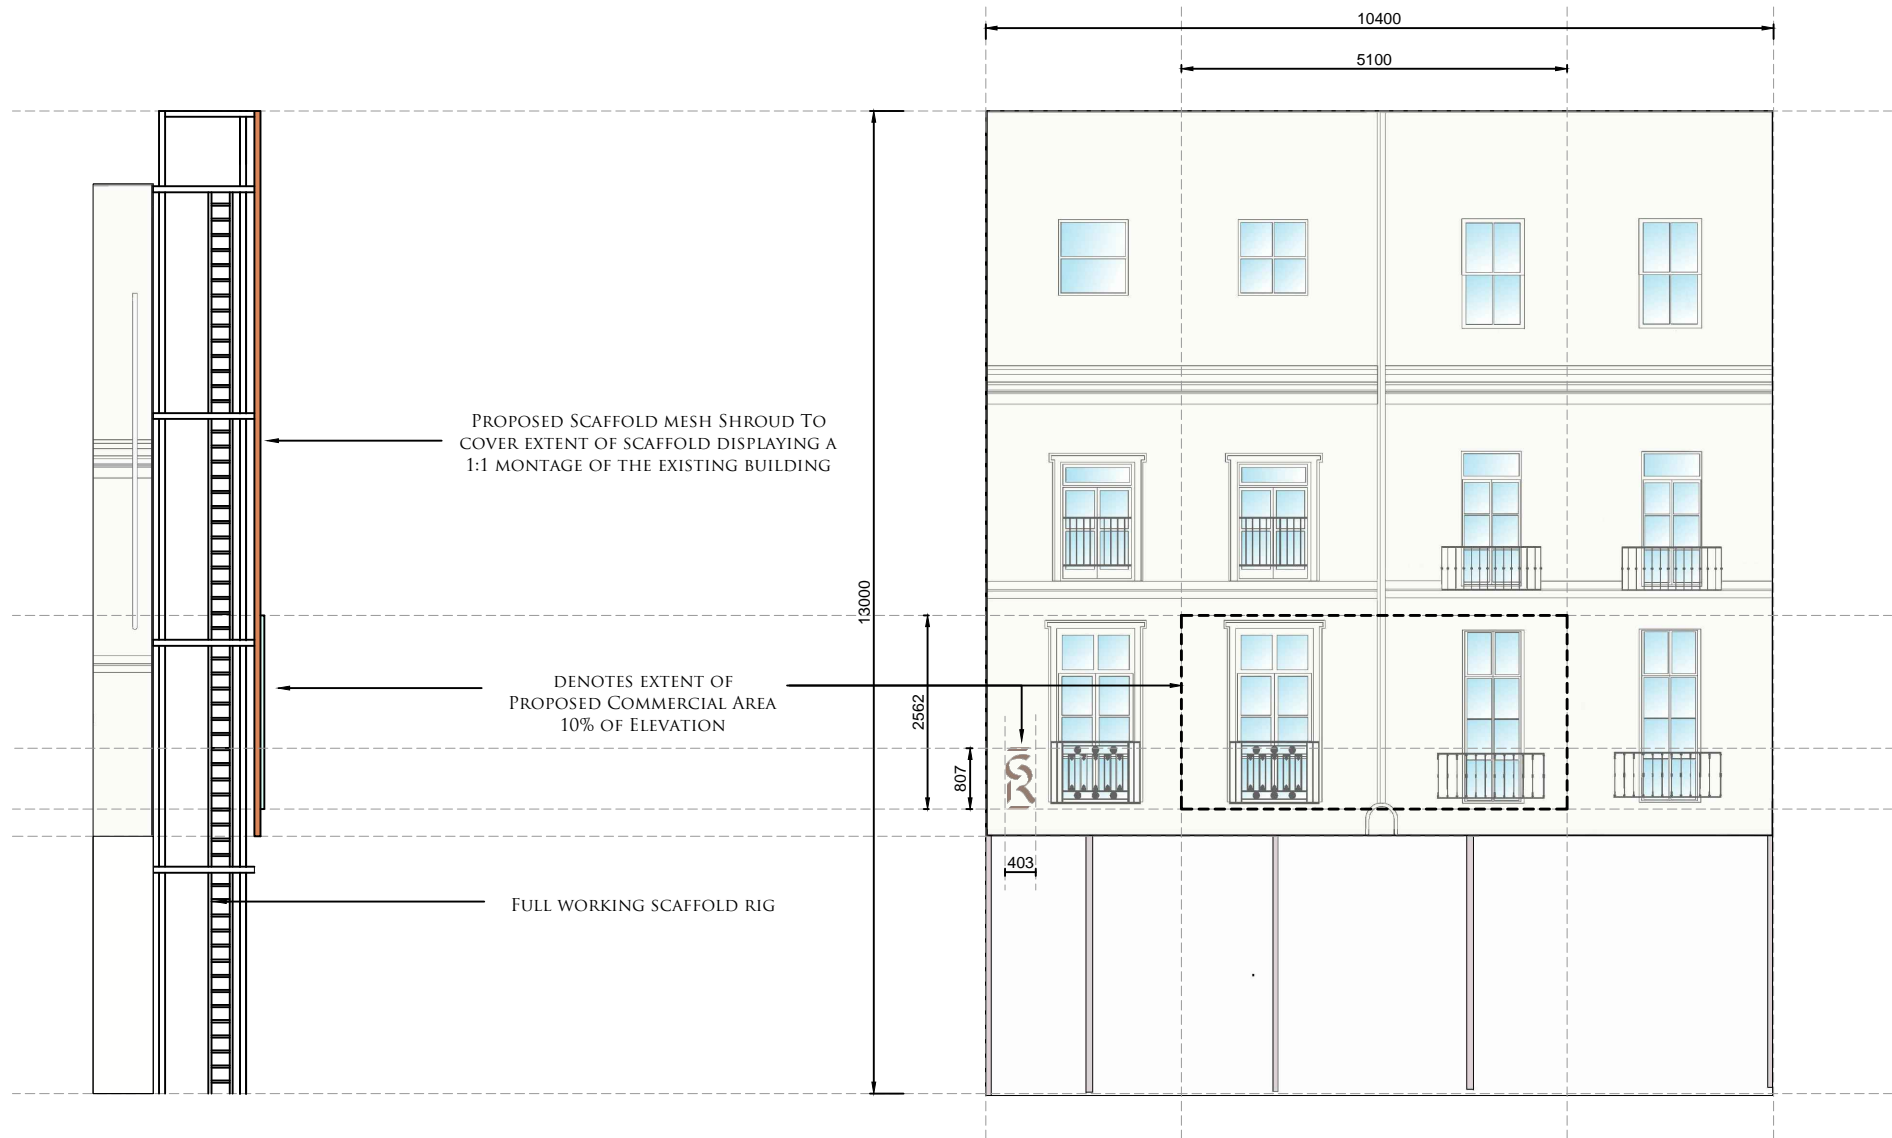 10400
5100
PROPOSED SCAFFOLD MESH SHROUD TO
COVER EXTENT OF SCAFFOLD DISPLAYING A
1:1 MONTAGE OF THE EXISTING BUILDING
13000
DENOTES EXTENT OF
PROPOSED COMMERCIAL AREA
10% OF ELEVATION
2562
807
SR
403
FULL WORKING SCAFFOLD RIG